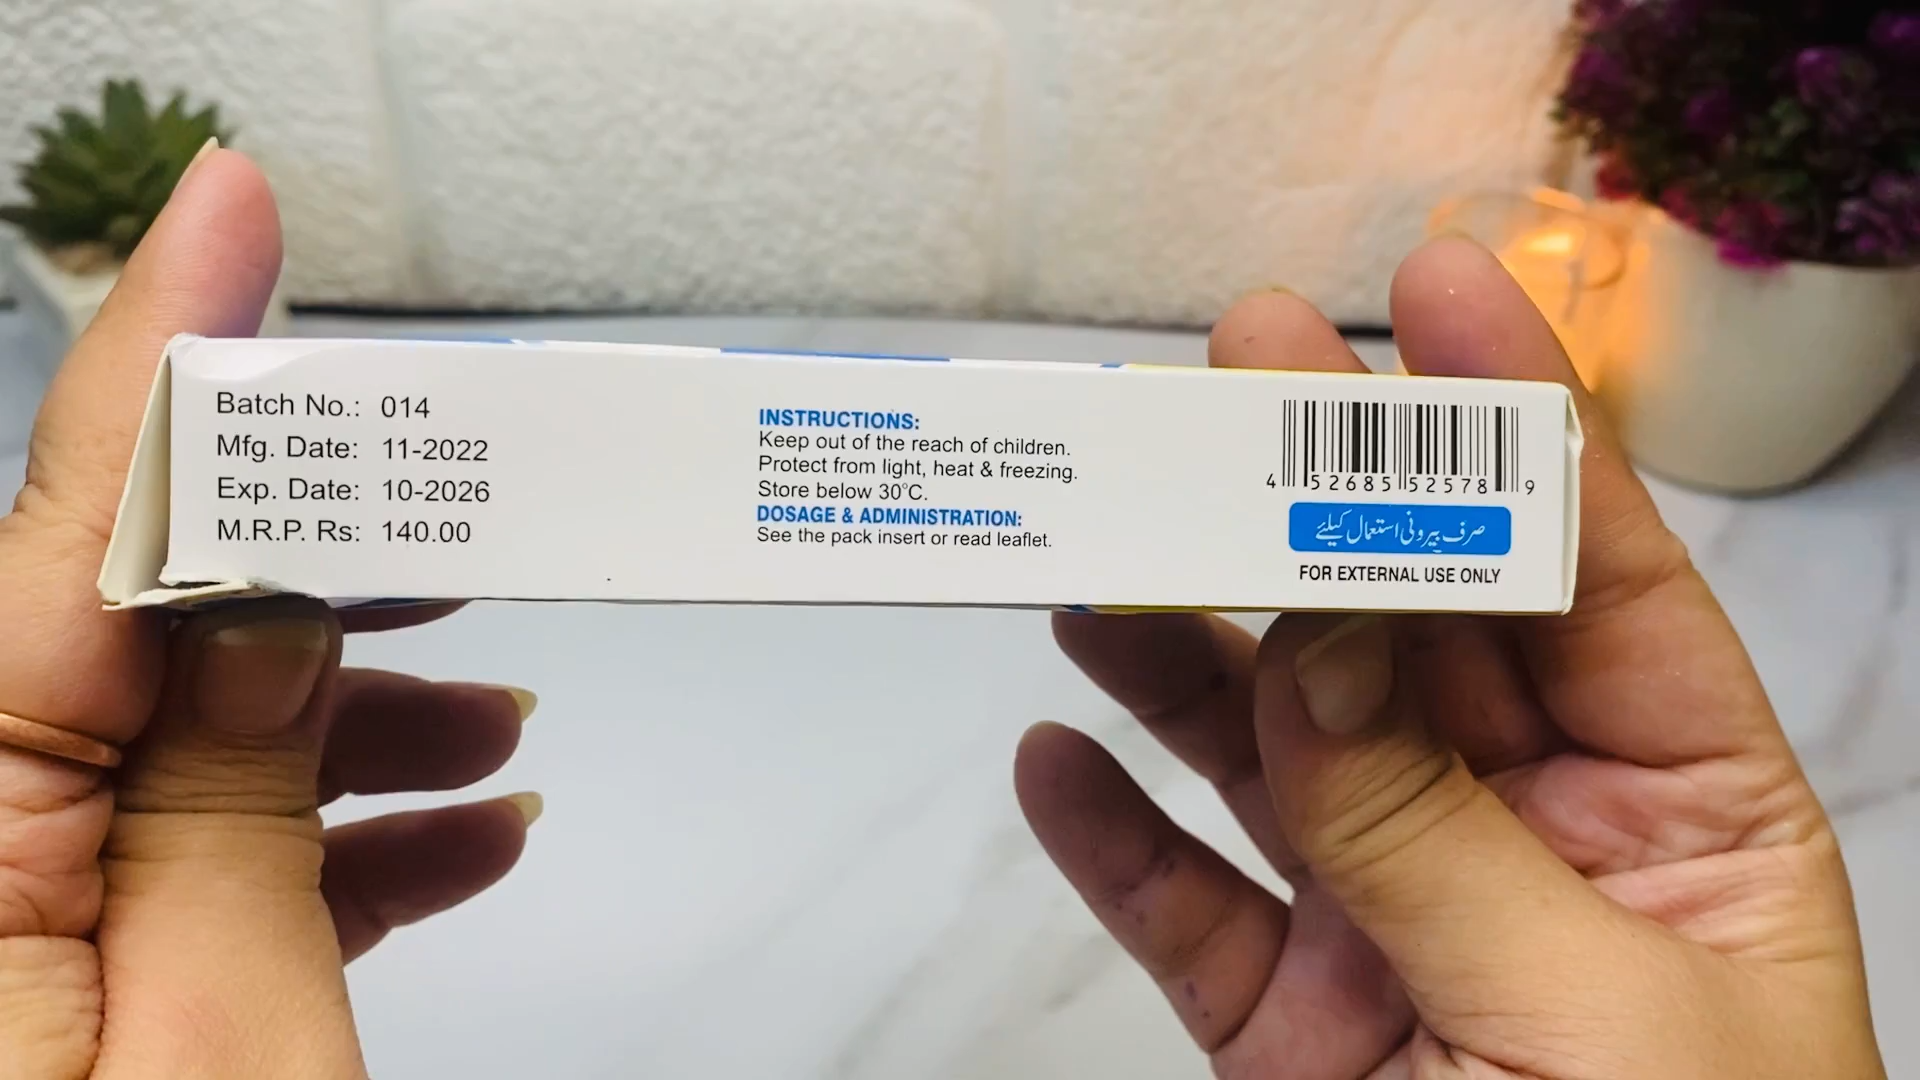 Batch No.: 014
Mfg. Date: 11-2022
Exp. Date: 10-2026
M.R.P. Rs: 140.00
INSTRUCTIONS:
Keep out of the reach of children.
Protect from light, heat & freezing.
Store below 30°C.
DOSAGE & ADMINISTRATION:
See the pack insert or read leaflet.
4 526855 525789
صرف بیرونی استعمال کیلئے
FOR EXTERNAL USE ONLY